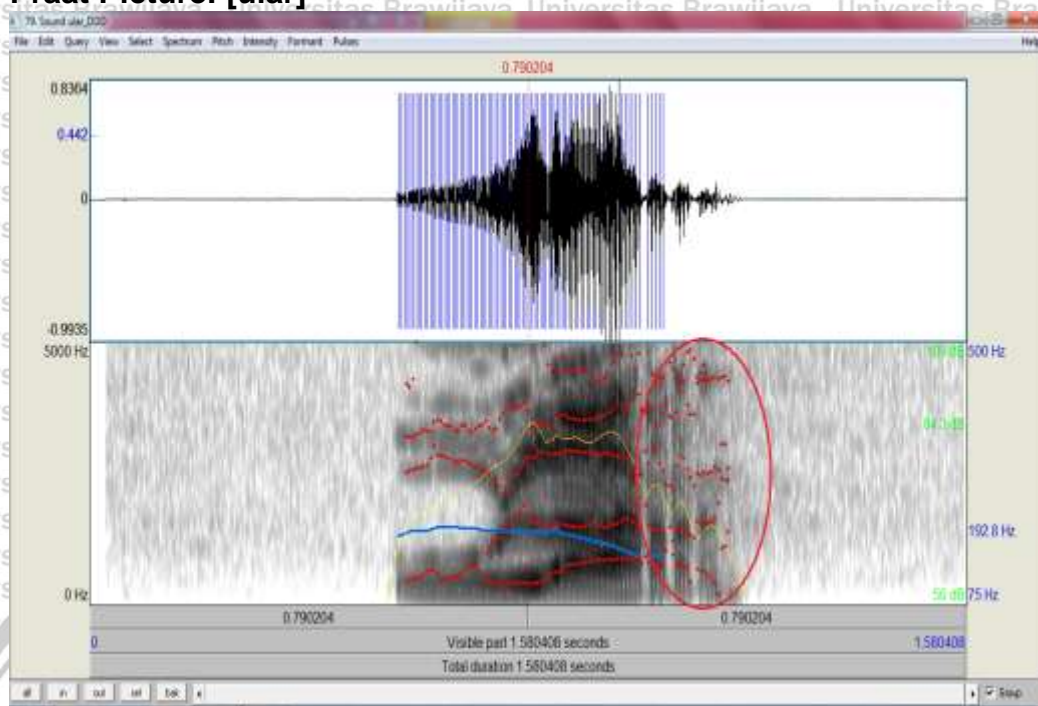 Praat Picture: [ular]
79. Sound ular_DGO
File Edit Query View Select Spectrum Pitch Intensity Formant Pulses Help
0.790204
0.8364
0.442
0
-0.9935
5000 Hz 500 Hz
192.8 Hz
0 Hz 75 Hz
0.790204 0.790204
0 Visible part 1.580408 seconds 1.580408
Total duration 1.580408 seconds
all in out sel bak Group